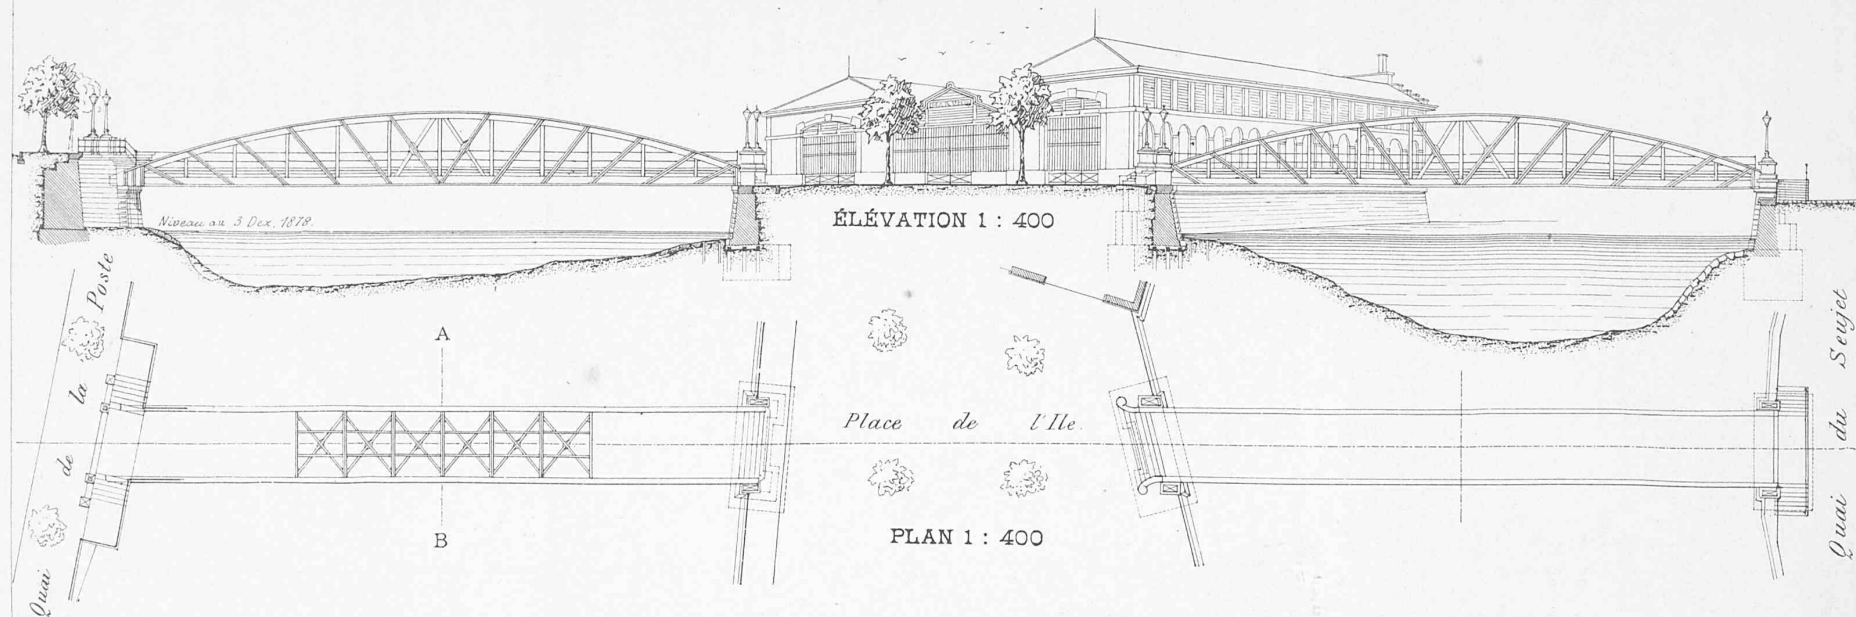 Niveau au 3 Dex. 1878.
ÉLÉVATION 1 : 400
Quai de la Poste
A
Place de l'Ile.
B
PLAN 1 : 400
Quai du Seujet